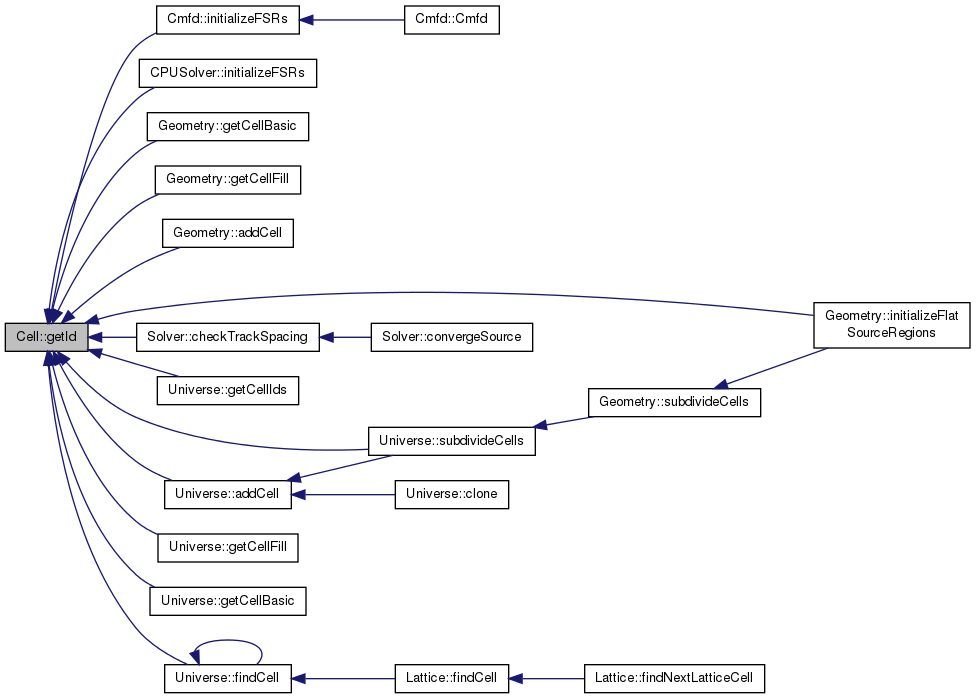 Cmfd::initializeFSRs
Cmfd::Cmfd
CPUSolver::initializeFSRs
Geometry::getCellBasic
Geometry::getCellFill
Geometry::addCell
Geometry::initializeFlat
SourceRegions
Cell::getId
Solver::checkTrackSpacing
Solver::convergeSource
Universe::getCellIds
Geometry::subdivideCells
Universe::subdivideCells
Universe::addCell
Universe::clone
Universe::getCellFill
Universe::getCellBasic
Universe::findCell
Lattice::findCell
Lattice::findNextLatticeCell